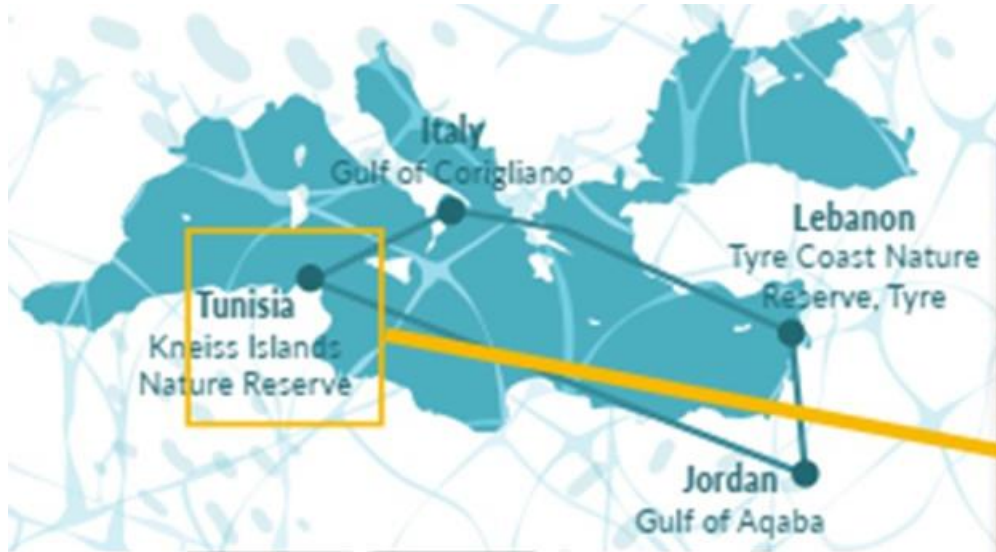 Italy
Gulf of Corigliano
Lebanon
Tyre Coast Nature
Reserve, Tyre
Tunisia
Kneiss Islands
Nature Reserve
Jordan
Gulf of Aqaba